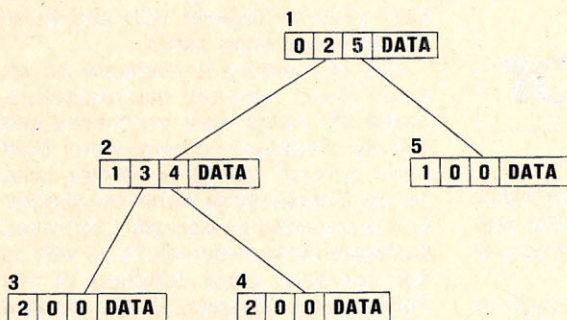 1
0 2 5 DATA
2
1 3 4 DATA
5
1 0 0 DATA
3
2 0 0 DATA
4
2 0 0 DATA